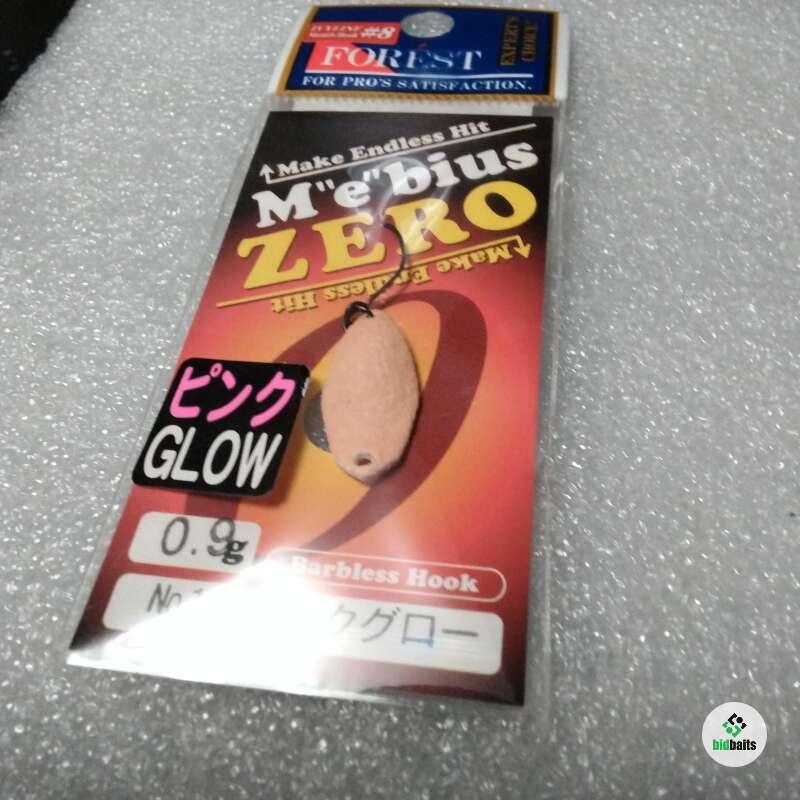 #8
FOREST
EXPERT'S
CHOICE!
FOR PRO'S SATISFACTION.
Make Endless Hit
M"e"bius
ZERO
Make Endless Hit
ピンク
GLOW
0.9g
Barbless Hook
No.
クグロー
bidbaits